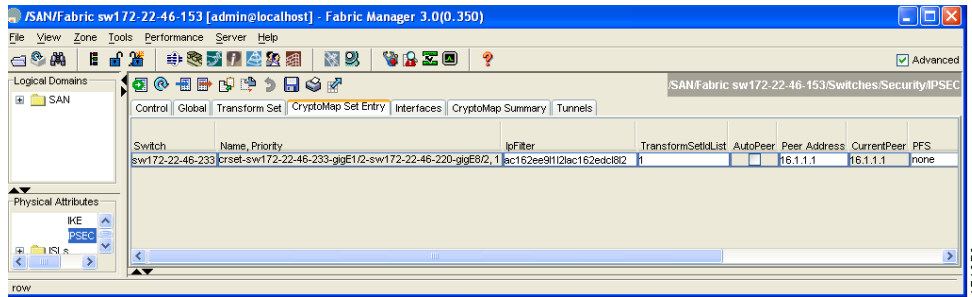 /SAN/Fabric sw172-22-46-153 [admin@localhost] - Fabric Manager 3.0(0.350)
File View Zone Tools Performance Server Help
Advanced
Logical Domains
/SAN/Fabric sw172-22-46-153/Switches/Security/IPSEC
SAN
Control Global Transform Set CryptoMap Set Entry Interfaces CryptoMap Summary Tunnels
Switch Name, Priority IpFilter TransformSetIdList AutoPeer Peer Address CurrentPeer PFS
sw172-22-46-233 crset-sw172-22-46-233-gigE1/2-sw172-22-46-220-gigE8/2, 1 1 16.1.1.1 16.1.1.1 none
Physical Attributes
IKE
IPSEC
ISLs
row